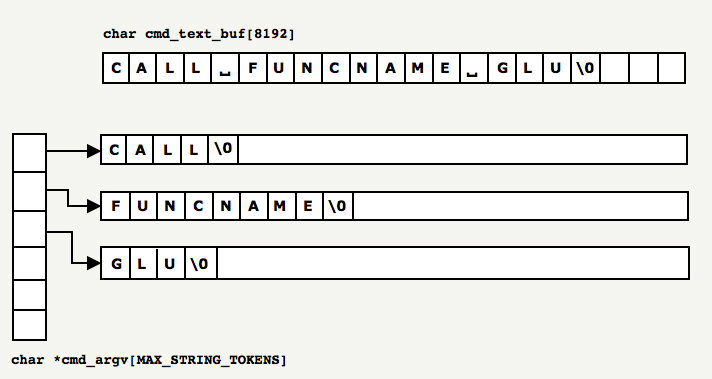 char cmd_text_buf[8192]
C A L L ␣ F U N C N A M E ␣ G L U \0
C A L L \0
F U N C N A M E \0
G L U \0
char *cmd_argv[MAX_STRING_TOKENS]